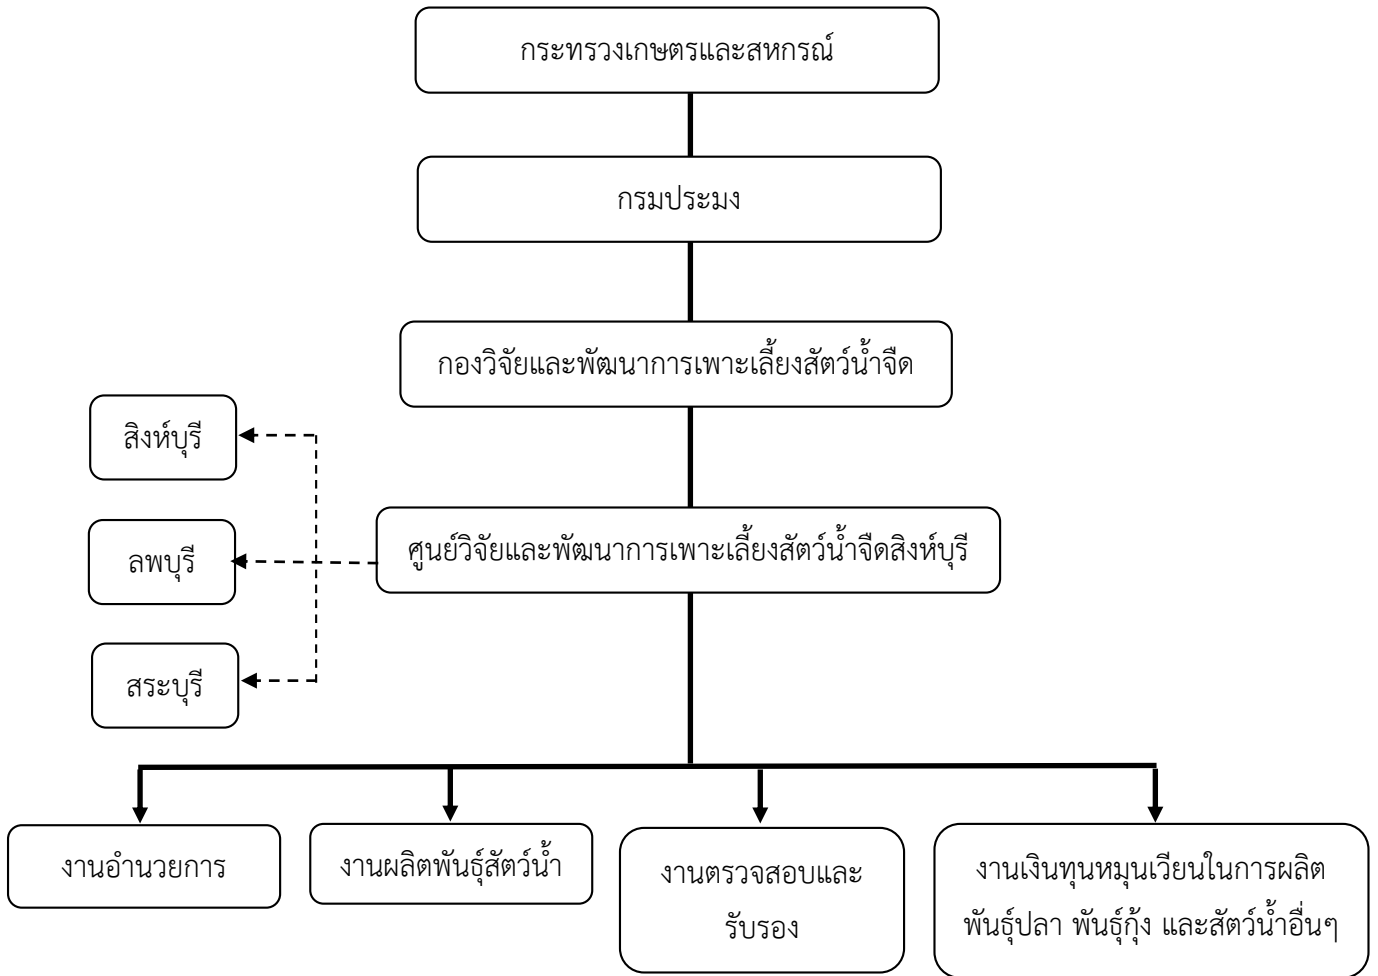 กระทรวงเกษตรและสหกรณ์
กรมประมง
กองวิจัยและพัฒนาการเพาะเลี้ยงสัตว์น้ำจืด
สิงห์บุรี
ลพบุรี
ศูนย์วิจัยและพัฒนาการเพาะเลี้ยงสัตว์น้ำจืดสิงห์บุรี
สระบุรี
งานอำนวยการ
งานผลิตพันธุ์สัตว์น้ำ
งานตรวจสอบและ
รับรอง
งานเงินทุนหมุนเวียนในการผลิต
พันธุ์ปลา พันธุ์กุ้ง และสัตว์น้ำอื่นๆ